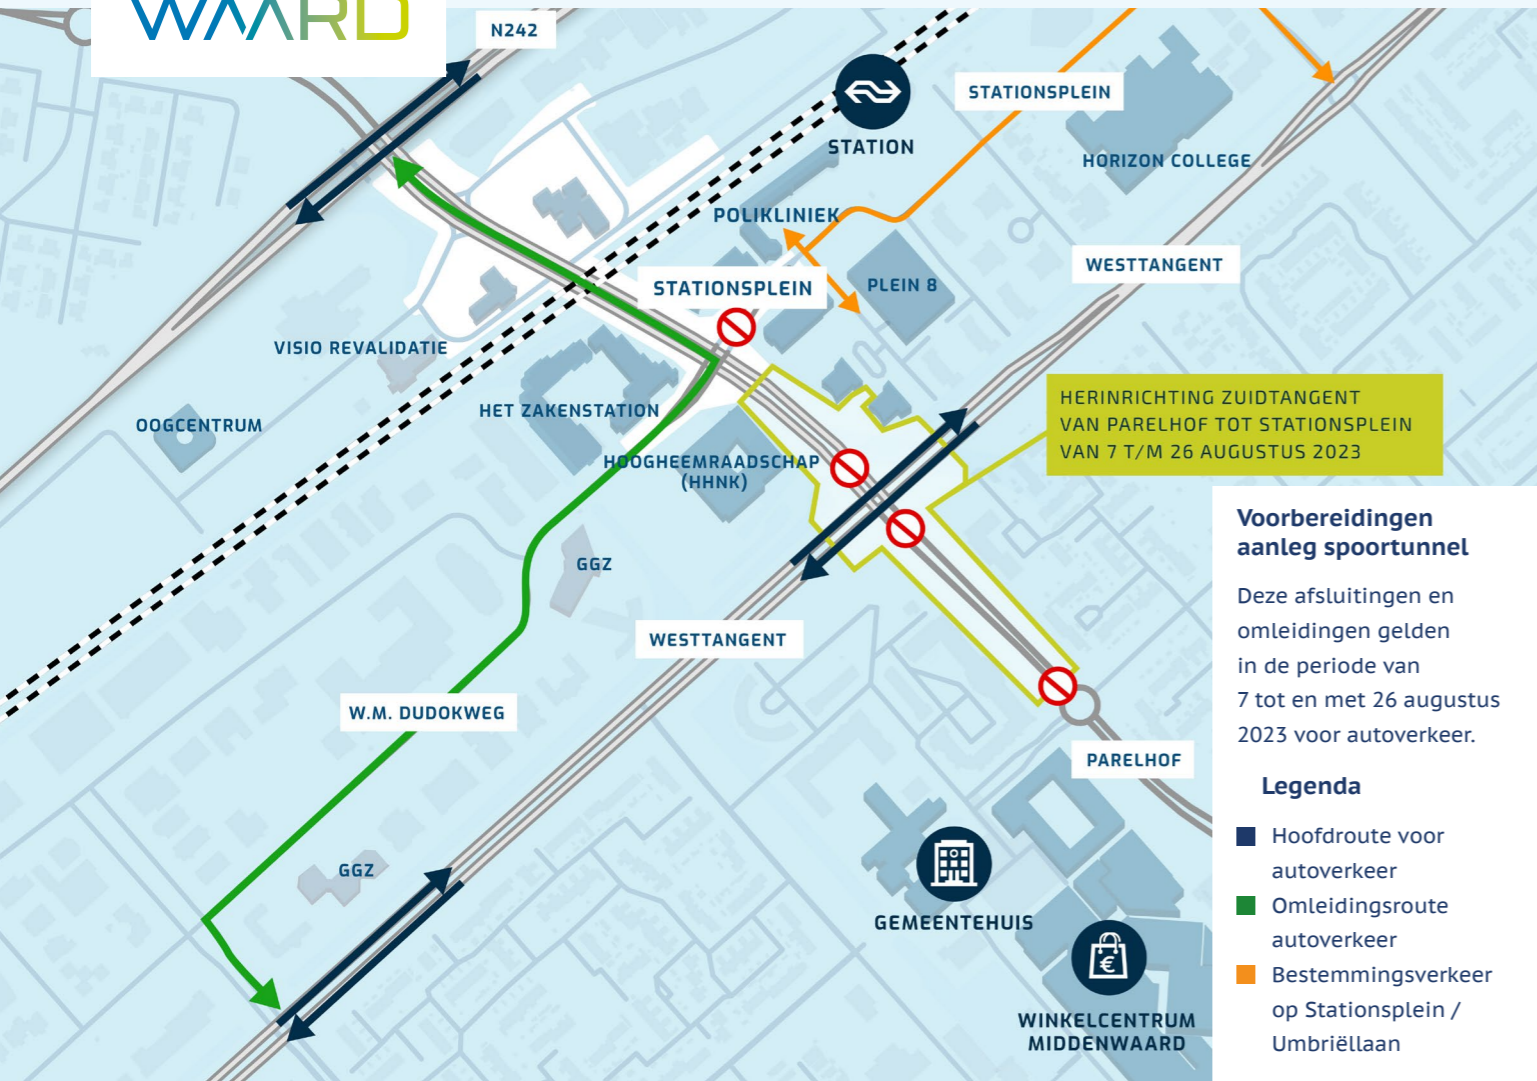 WAARD
N242
STATIONSPLEIN
STATION
HORIZON COLLEGE
POLIKLINIEK
WESTTANGENT
STATIONSPLEIN
PLEIN 8
VISIO REVALIDATIE
HET ZAKENSTATION
OOGCENTRUM
HOOGHEEMRAADSCHAP
(HHNK)
HERINRICHTING ZUIDTANGENT
VAN PARELHOF TOT STATIONSPLEIN
VAN 7 T/M 26 AUGUSTUS 2023
GGZ
WESTTANGENT
W.M. DUDOKWEG
PARELHOF
GGZ
GEMEENTEHUIS
€
WINKELCENTRUM
MIDDENWAARD
Voorbereidingen
aanleg spoortunnel
Deze afsluitingen en
omleidingen gelden
in de periode van
7 tot en met 26 augustus
2023 voor autoverkeer.
Legenda
Hoofdroute voor
autoverkeer
Omleidingsroute
autoverkeer
Bestemmingsverkeer
op Stationsplein /
Umbriëllaan